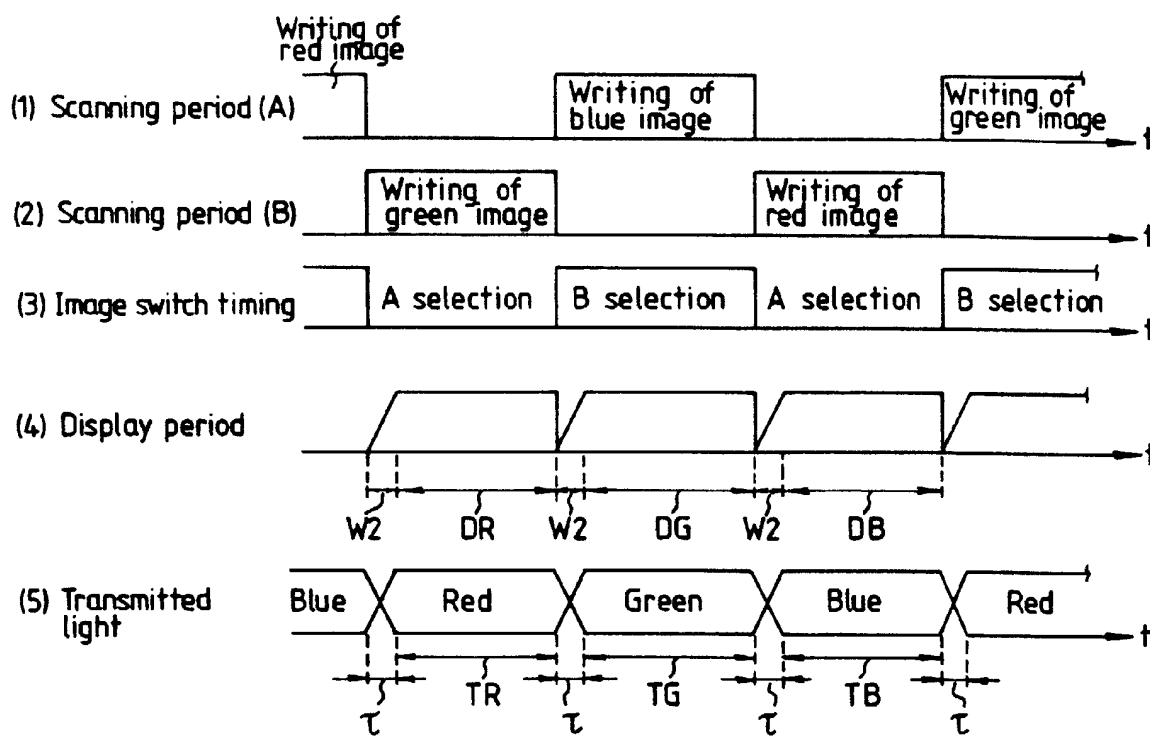 Writing of
red image
(1) Scanning period (A)
Writing of
blue image
Writing of
green image
t
(2) Scanning period (B)
Writing of
green image
Writing of
red image
t
(3) Image switch timing
A selection
B selection
A selection
B selection
t
(4) Display period
t
W2
DR
W2
DG
W2
DB
(5) Transmitted
light
Blue
Red
Green
Blue
Red
t
τ
TR
τ
TG
τ
TB
τ